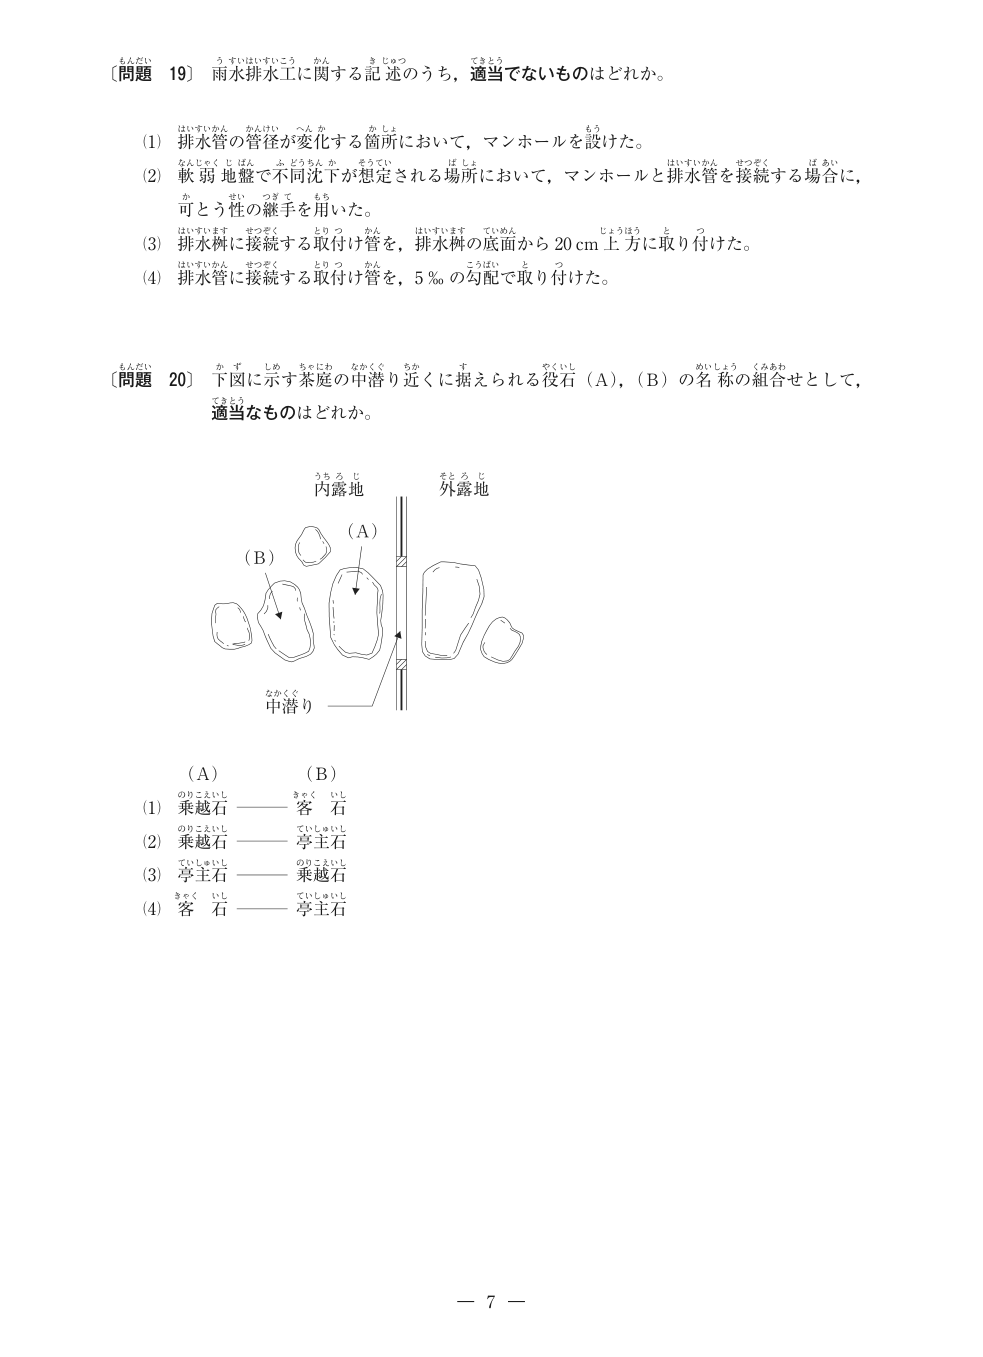 〔問題　19〕 雨水排水工に関する記述のうち，適当でないものはどれか。
⑴　排水管の管径が変化する箇所において，マンホールを設けた。
⑵　軟弱地盤で不同沈下が想定される場所において，マンホールと排水管を接続する場合に，
可とう性の継手を用いた。
⑶　排水桝に接続する取付け管を，排水桝の底面から 20 cm 上方に取り付けた。
⑷　排水管に接続する取付け管を，5 ‰ の勾配で取り付けた。
〔問題　20〕 下図に示す茶庭の中潜り近くに据えられる役石（A），（B）の名称の組合せとして，
適当なものはどれか。
内露地　外露地
（A）
（B）
中潜り
（A）　（B）
⑴　乗越石 ─── 客　石
⑵　乗越石 ─── 亭主石
⑶　亭主石 ─── 乗越石
⑷　客　石 ─── 亭主石
― 7 ―